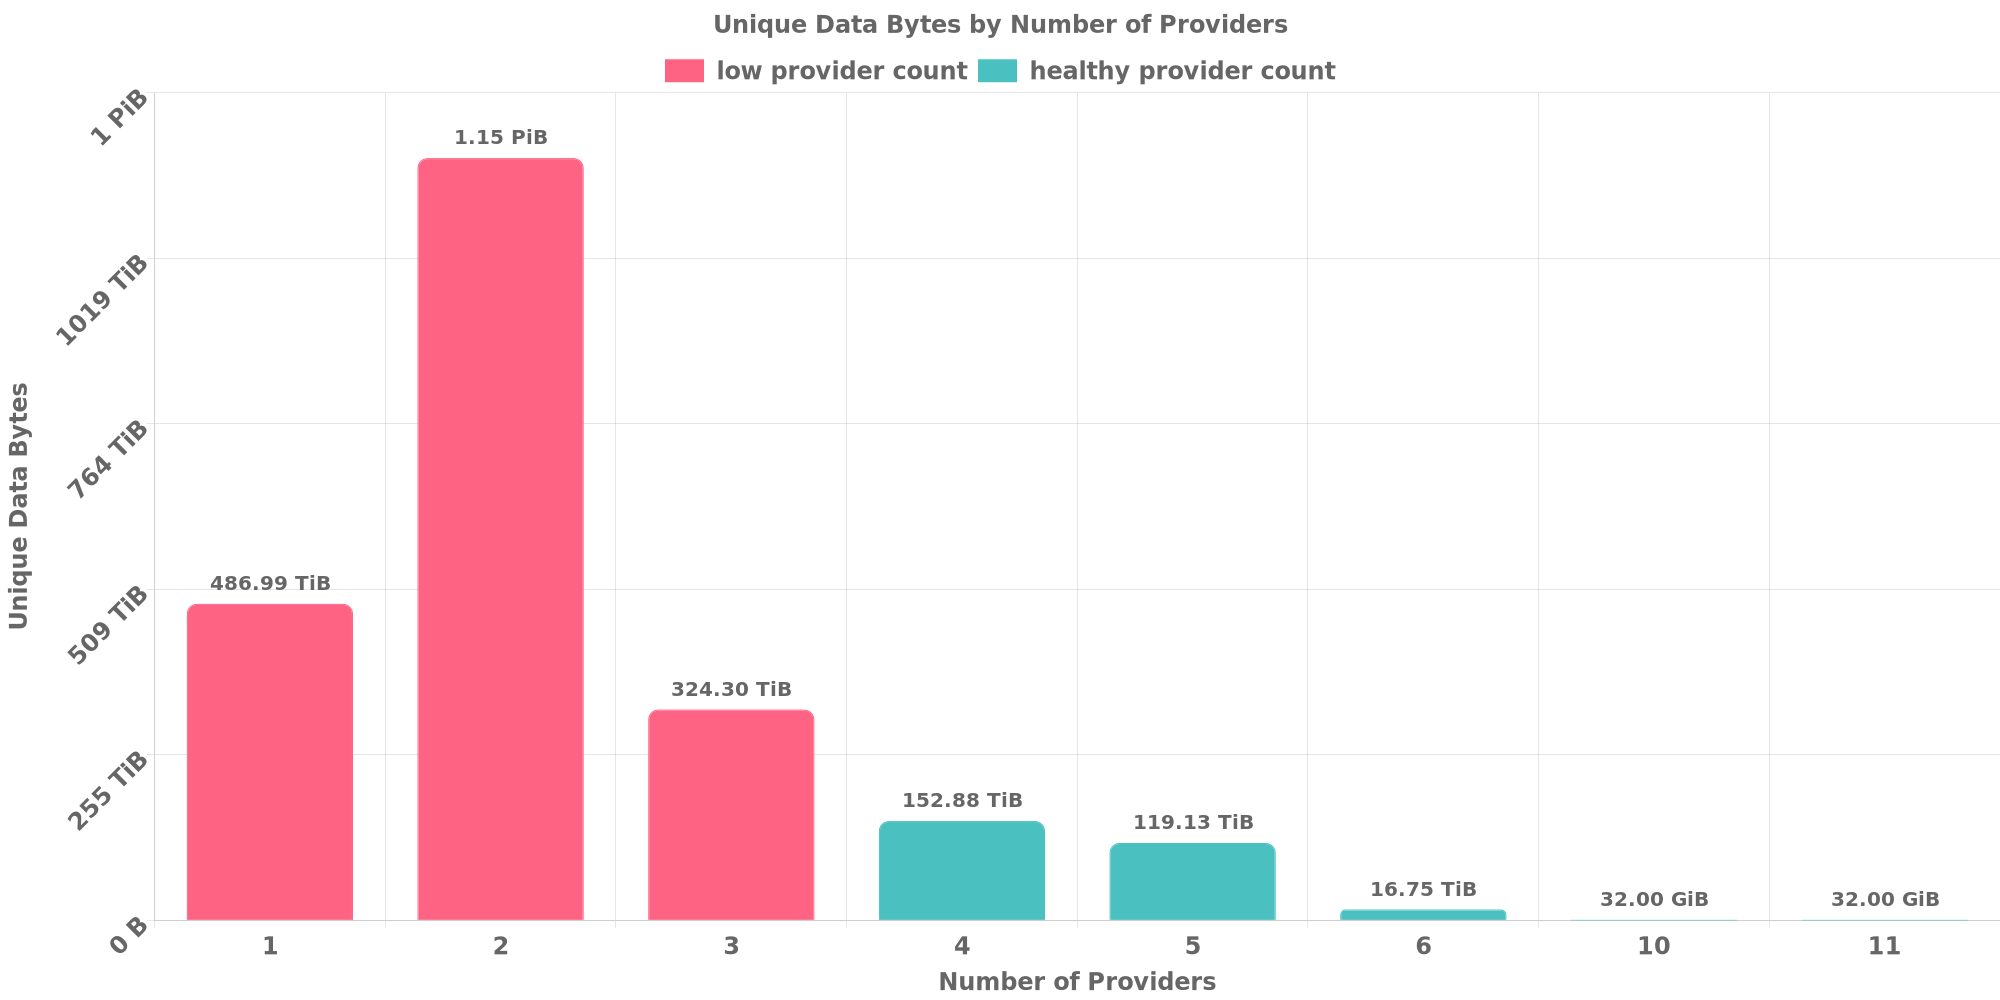 Unique Data Bytes by Number of Providers
low provider count healthy provider count
1 PiB
1019 TiB
764 TiB
509 TiB
255 TiB
0 B
Unique Data Bytes
486.99 TiB
1.15 PiB
324.30 TiB
152.88 TiB
119.13 TiB
16.75 TiB
32.00 GiB
32.00 GiB
1 2 3 4 5 6 10 11
Number of Providers